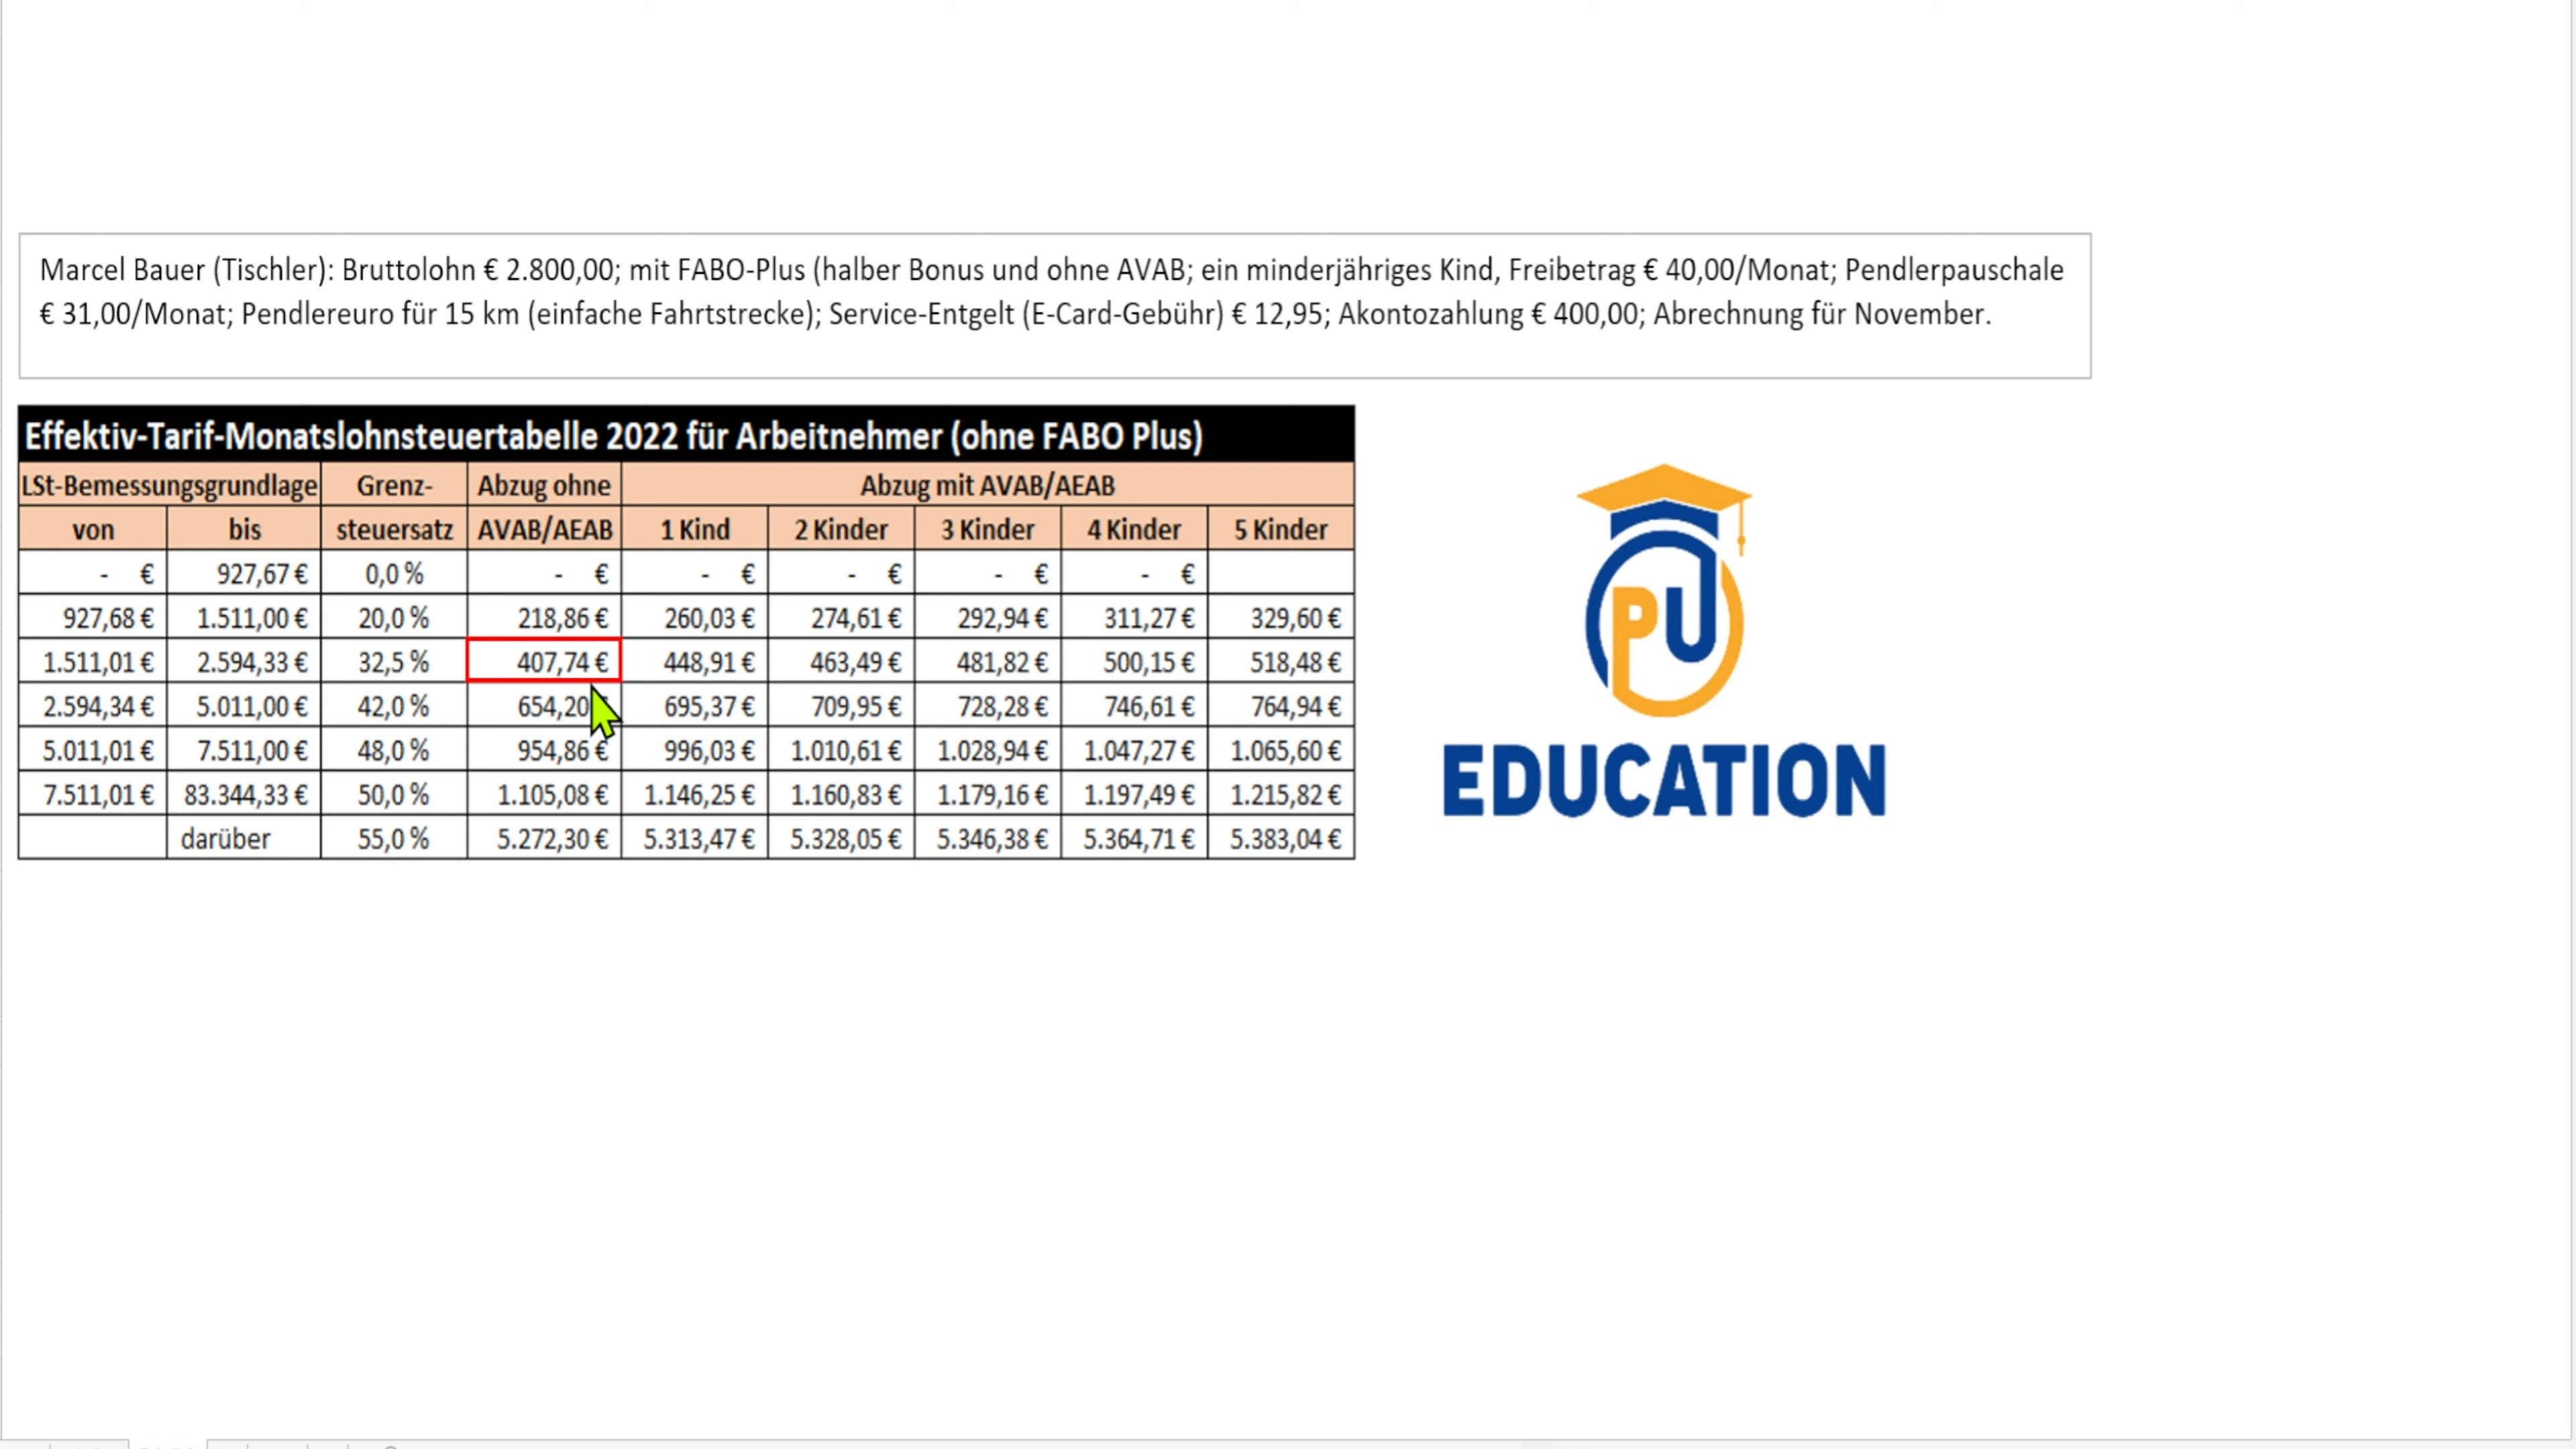 Marcel Bauer (Tischler): Bruttolohn € 2.800,00; mit FABO-Plus (halber Bonus und ohne AVAB; ein minderjähriges Kind, Freibetrag € 40,00/Monat; Pendlerpauschale
€ 31,00/Monat; Pendlereuro für 15 km (einfache Fahrtstrecke); Service-Entgelt (E-Card-Gebühr) € 12,95; Akontozahlung € 400,00; Abrechnung für November.
Effektiv-Tarif-Monatslohnsteuertabelle 2022 für Arbeitnehmer (ohne FABO Plus)
LSt-Bemessungsgrundlage Grenz- Abzug ohne Abzug mit AVAB/AEAB
von bis steuersatz AVAB/AEAB 1 Kind 2 Kinder 3 Kinder 4 Kinder 5 Kinder
- € 927,67 € 0,0 % - € - € - € - € - €
927,68 € 1.511,00 € 20,0 % 218,86 € 260,03 € 274,61 € 292,94 € 311,27 € 329,60 €
1.511,01 € 2.594,33 € 32,5 % 407,74 € 448,91 € 463,49 € 481,82 € 500,15 € 518,48 €
2.594,34 € 5.011,00 € 42,0 % 654,20 695,37 € 709,95 € 728,28 € 746,61 € 764,94 €
5.011,01 € 7.511,00 € 48,0 % 954,86 € 996,03 € 1.010,61 € 1.028,94 € 1.047,27 € 1.065,60 €
7.511,01 € 83.344,33 € 50,0 % 1.105,08 € 1.146,25 € 1.160,83 € 1.179,16 € 1.197,49 € 1.215,82 €
darüber 55,0 % 5.272,30 € 5.313,47 € 5.328,05 € 5.346,38 € 5.364,71 € 5.383,04 €
PU
EDUCATION